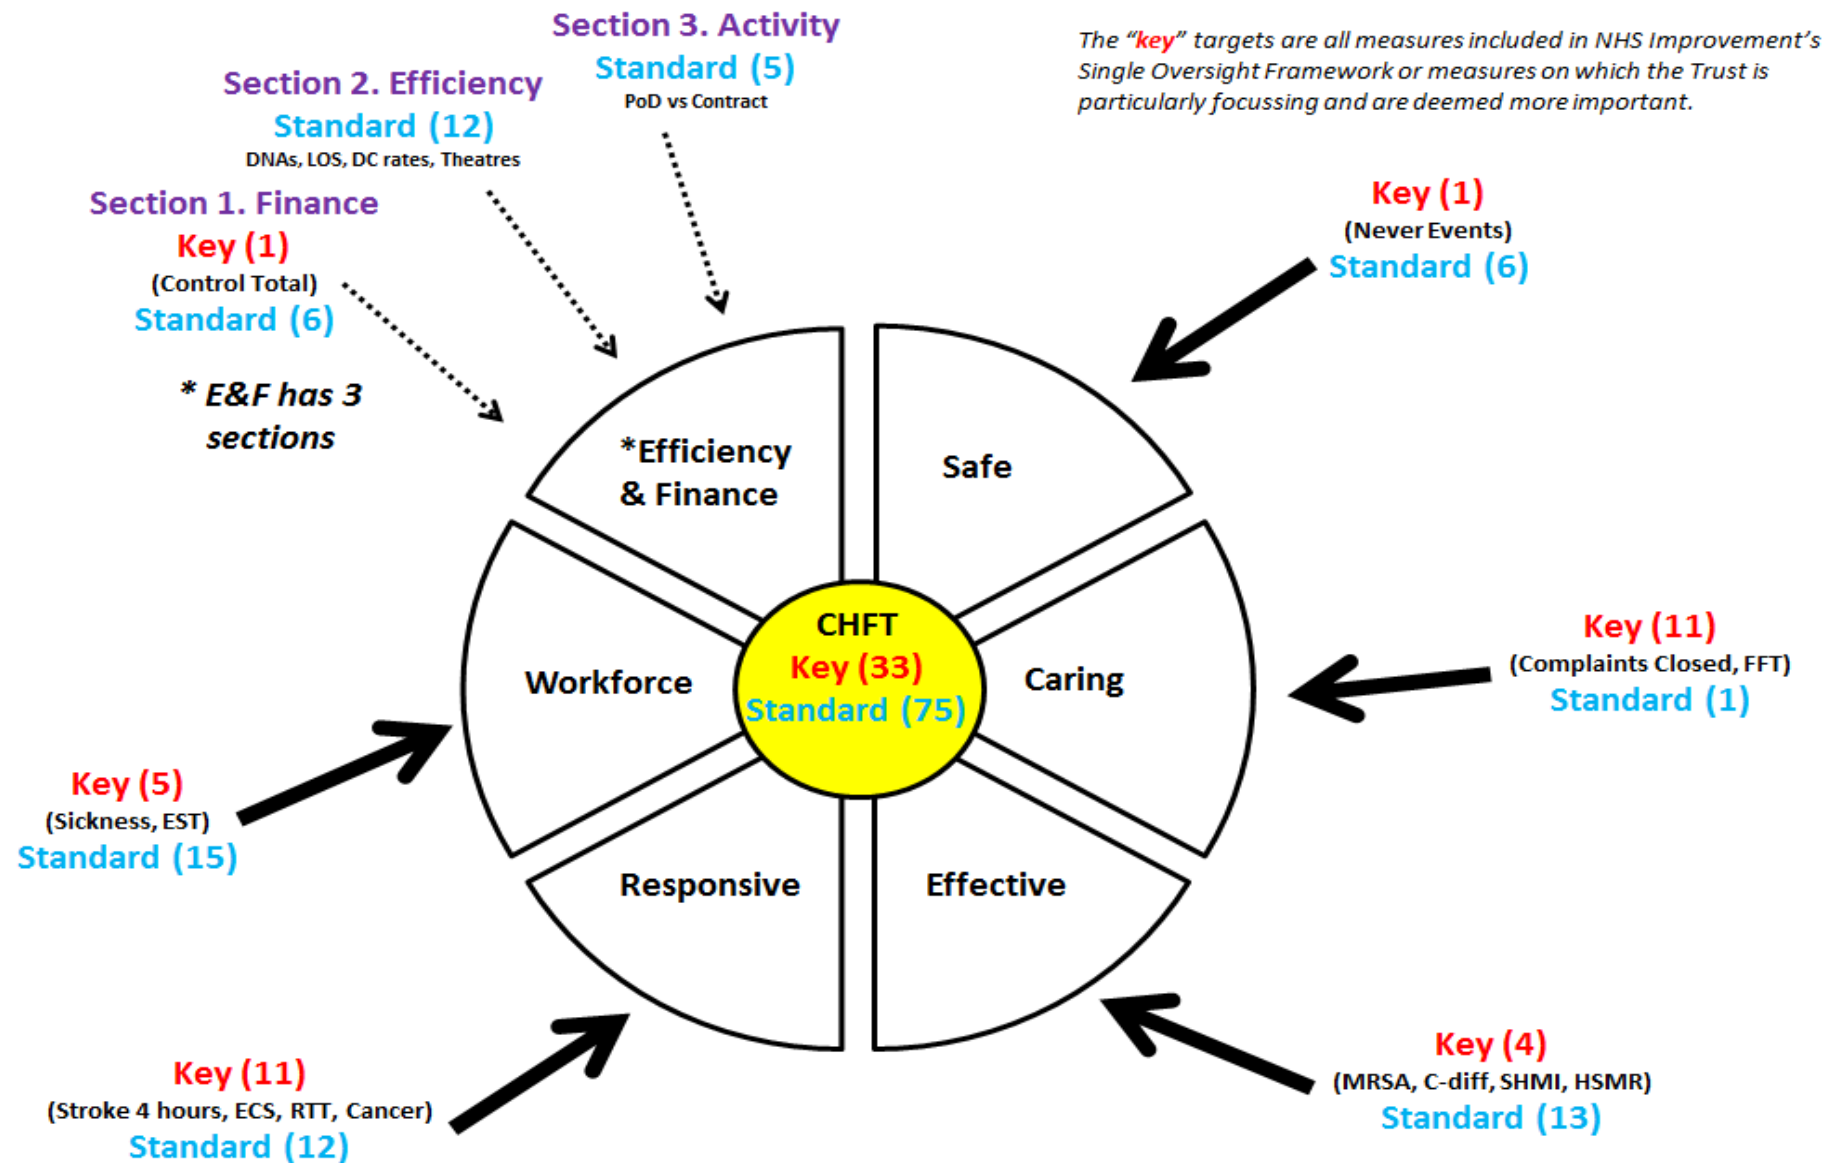 Section 3. Activity
Standard (5)
PoD vs Contract
The “key” targets are all measures included in NHS Improvement’s
Single Oversight Framework or measures on which the Trust is
particularly focussing and are deemed more important.
Section 2. Efficiency
Standard (12)
DNAs, LOS, DC rates, Theatres
Section 1. Finance
Key (1)
(Control Total)
Standard (6)
* E&F has 3
sections
Key (1)
(Never Events)
Standard (6)
*Efficiency
& Finance
Safe
CHFT
Key (33)
Standard (75)
Workforce
Caring
Key (11)
(Complaints Closed, FFT)
Standard (1)
Key (5)
(Sickness, EST)
Standard (15)
Responsive
Effective
Key (11)
(Stroke 4 hours, ECS, RTT, Cancer)
Standard (12)
Key (4)
(MRSA, C-diff, SHMI, HSMR)
Standard (13)